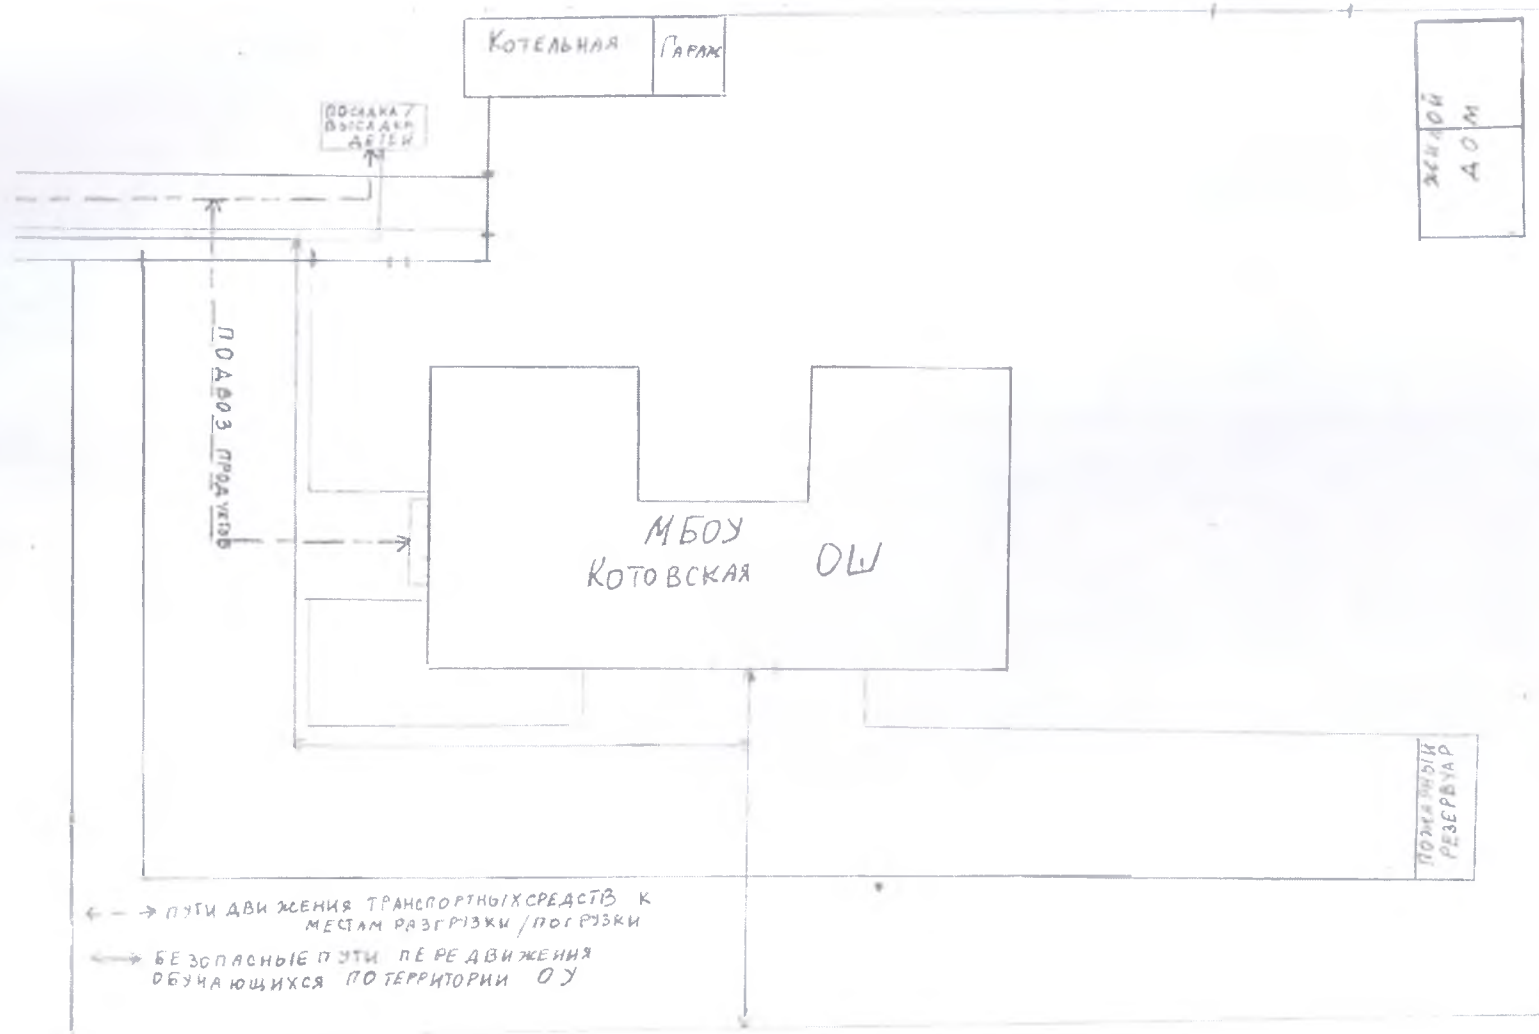 КОТЕЛЬНАЯ
ГАРАЖ
ПОСАДКА /
ВЫСАДКА
ДЕТЕЙ
ЖИЛОЙ
ДОМ
ПОДВОЗ ПРОДУКТОВ
МБОУ
КОТОВСКАЯ ОШ
ПОЖАРНЫЙ
РЕЗЕРВУАР
ПУТИ ДВИЖЕНИЯ ТРАНСПОРТНЫХ СРЕДСТВ К
МЕСТАМ РАЗГРУЗКИ / ПОГРУЗКИ
БЕЗОПАСНЫЕ ПУТИ ПЕРЕДВИЖЕНИЯ
ОБУЧАЮЩИХСЯ ПО ТЕРРИТОРИИ ОУ